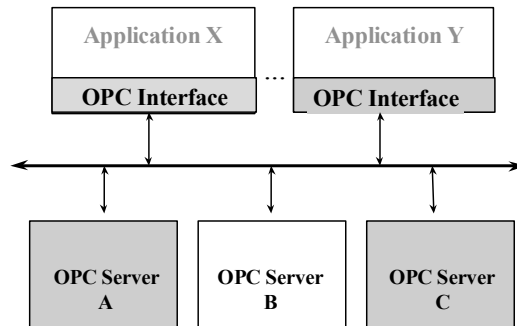 Application X
Application Y
...
OPC Interface
OPC Interface
OPC Server
A
OPC Server
B
OPC Server
C